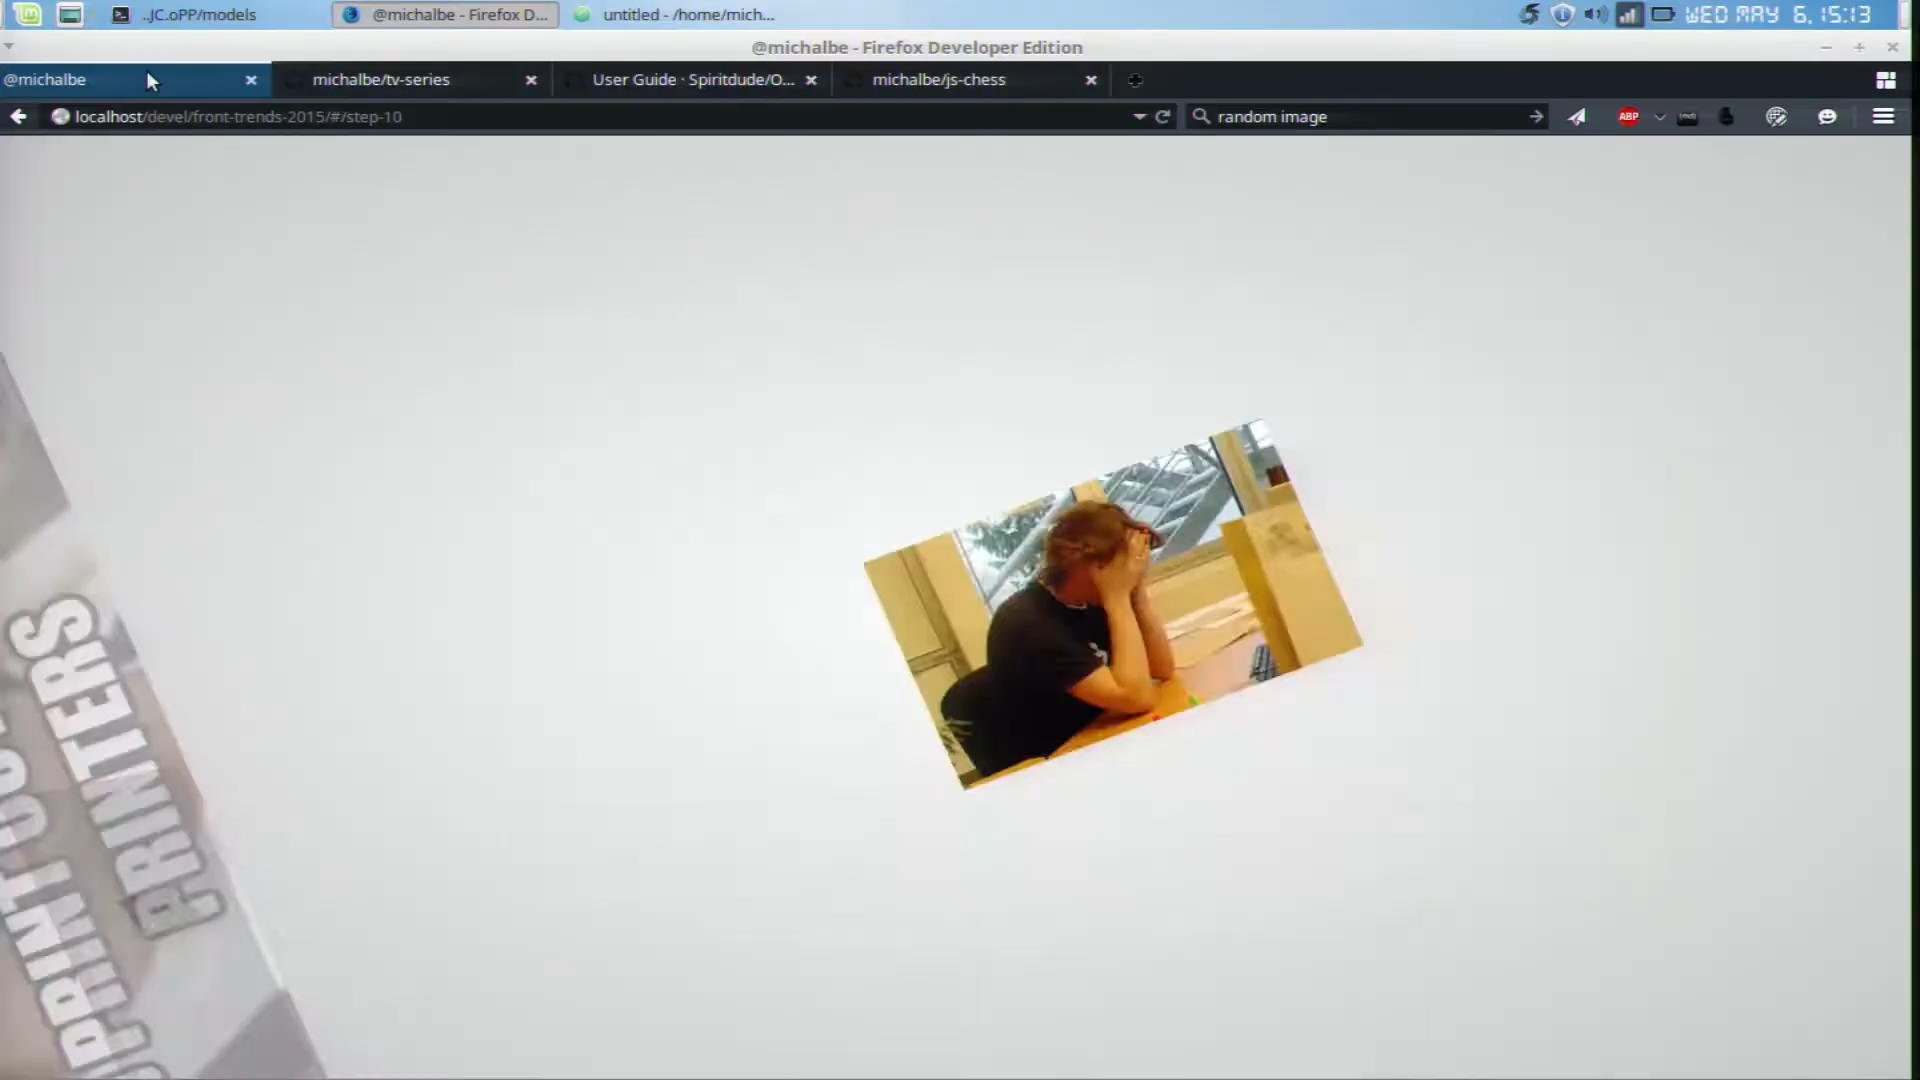 ..JC.oPP/models
@michalbe - Firefox D...
untitled - /home/mich...
WED MAY 6, 15:13
@michalbe - Firefox Developer Edition
@michalbe
michalbe/tv-series
User Guide · Spiritdude/O...
michalbe/js-chess
localhost/devel/front-trends-2015/#/step-10
random image
ABP
PRINTERS